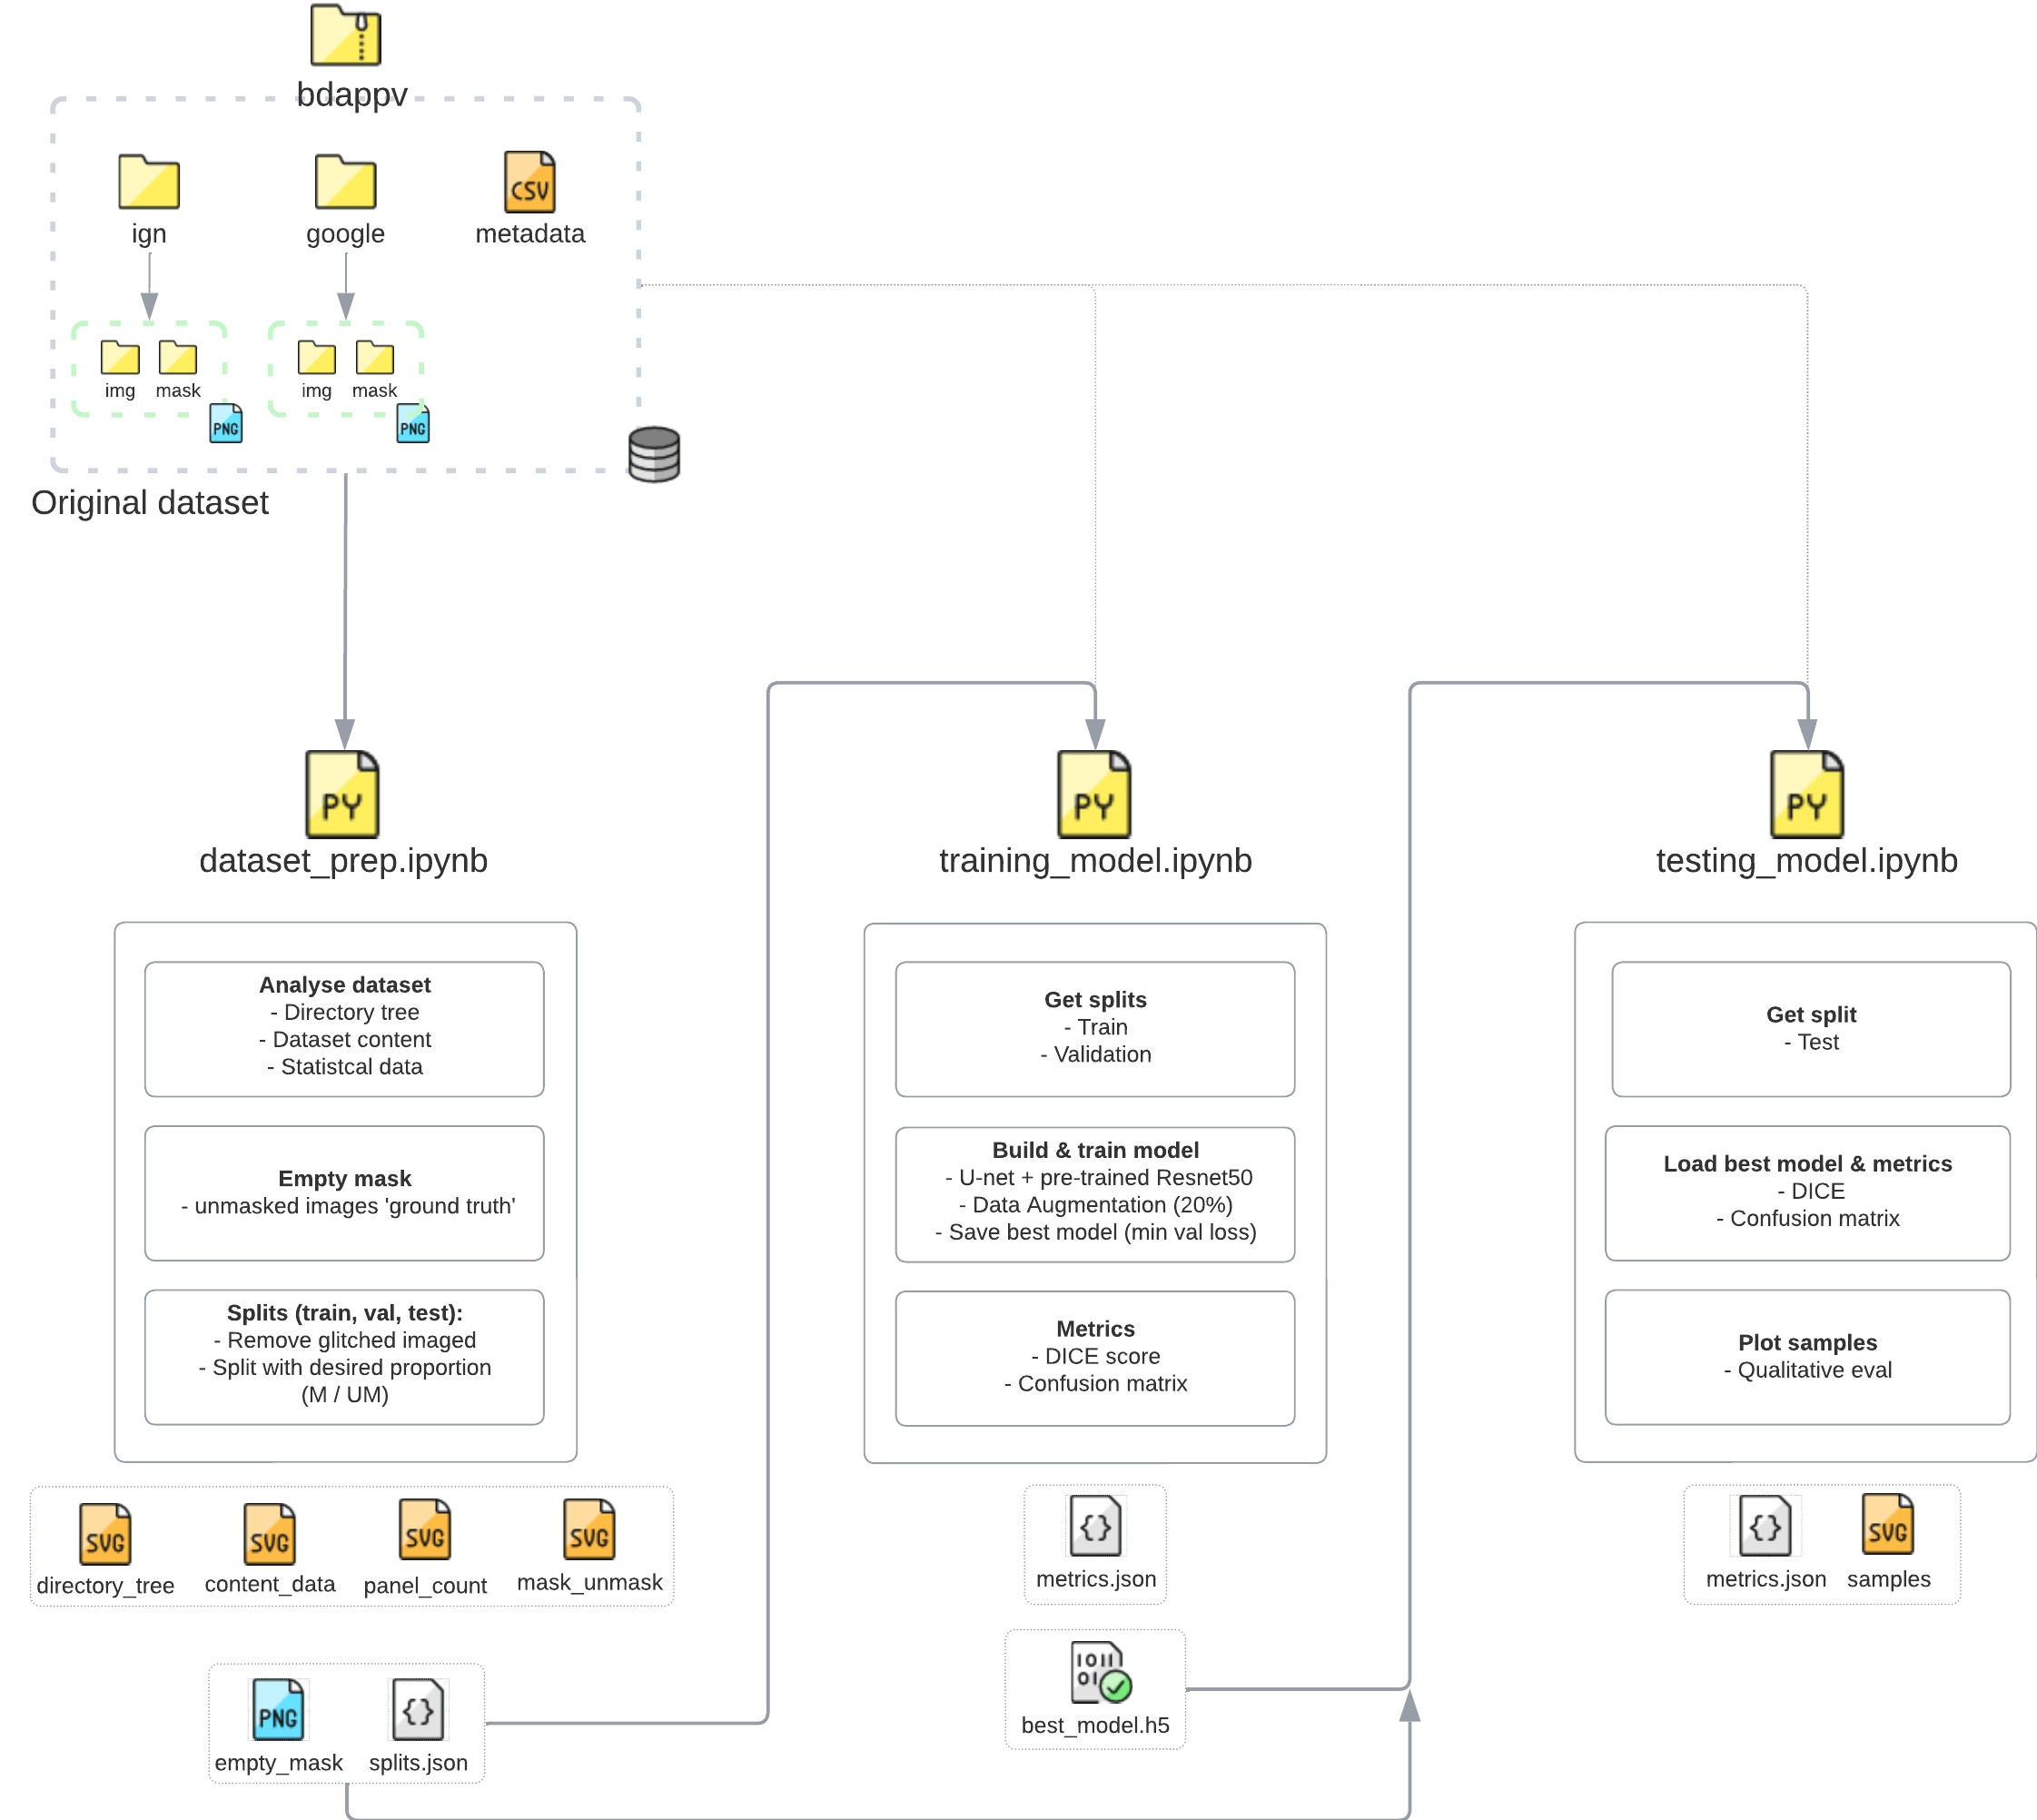 bdappv
CSV
ign
google
metadata
img
mask
img
mask
PNG
PNG
Original dataset
PY
dataset_prep.ipynb
Analyse dataset
- Directory tree
- Dataset content
- Statistcal data
Empty mask
- unmasked images 'ground truth'
Splits (train, val, test):
- Remove glitched imaged
- Split with desired proportion
(M / UM)
SVG
directory_tree
SVG
content_data
SVG
panel_count
SVG
mask_unmask
PNG
empty_mask
{}
splits.json
PY
training_model.ipynb
Get splits
- Train
- Validation
Build & train model
- U-net + pre-trained Resnet50
- Data Augmentation (20%)
- Save best model (min val loss)
Metrics
- DICE score
- Confusion matrix
{}
metrics.json
1011
01
best_model.h5
PY
testing_model.ipynb
Get split
- Test
Load best model & metrics
- DICE
- Confusion matrix
Plot samples
- Qualitative eval
{}
metrics.json
SVG
samples